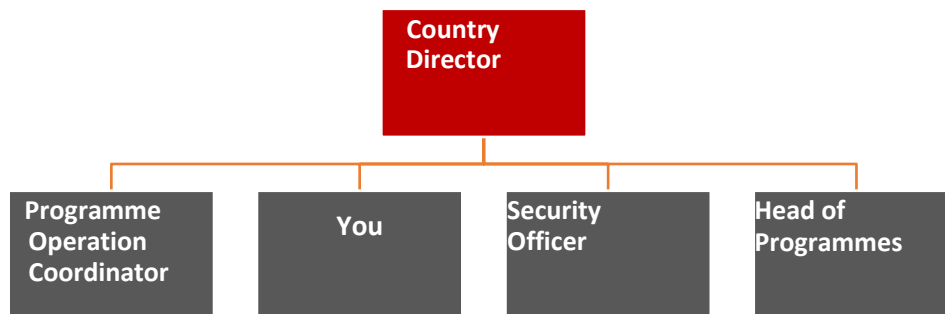 Country
Director
Programme
Operation
Coordinator
You
Security
Officer
Head of
Programmes